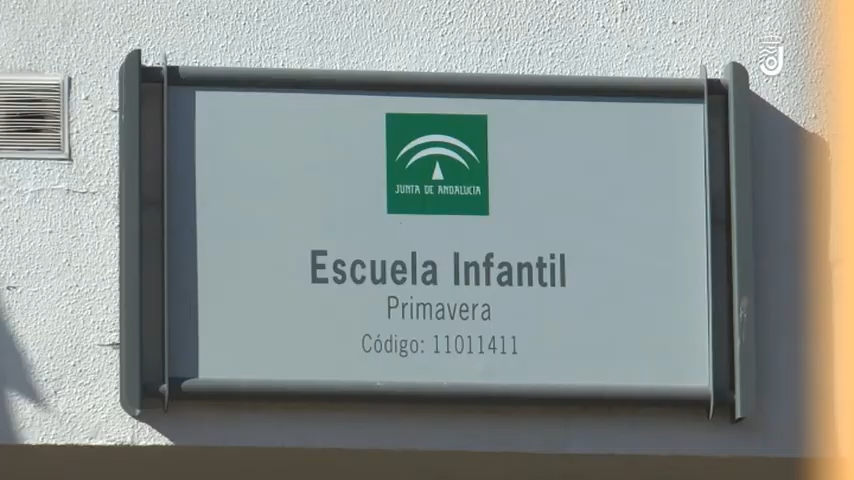 JUNTA DE ANDALUCIA
Escuela Infantil
Primavera
Código: 11011411